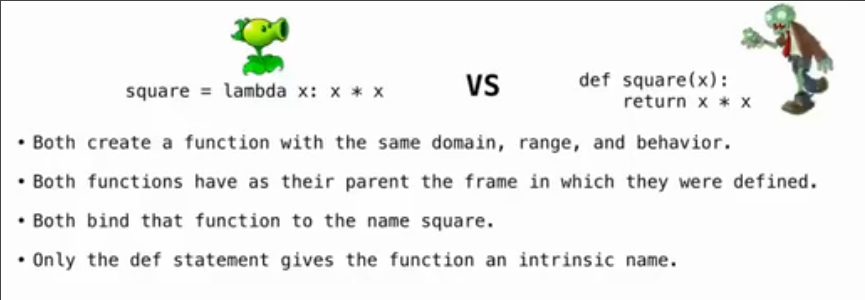 square = lambda x: x * x
VS
def square(x):
    return x * x
• Both create a function with the same domain, range, and behavior.
• Both functions have as their parent the frame in which they were defined.
• Both bind that function to the name square.
• Only the def statement gives the function an intrinsic name.